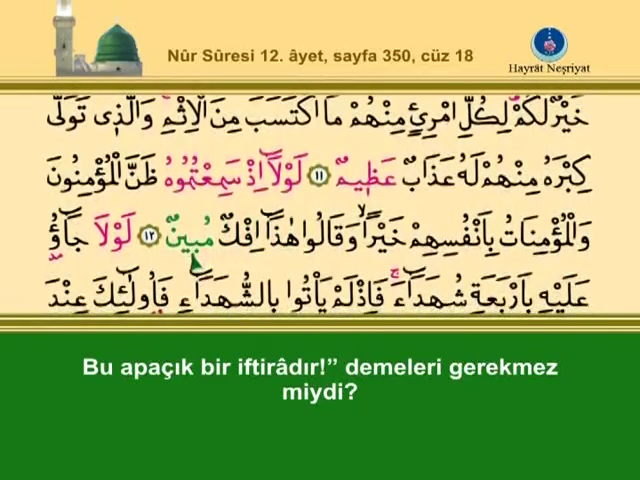 Nûr Sûresi 12. âyet, sayfa 350, cüz 18
Hayrât Neşriyat
خَيْرٌ لَكُمْۜ لِكُلِّ امْرِئٍ مِنْهُمْ مَا اكْتَسَبَ مِنَ الْاِثْمِۚ وَالَّذ۪ي تَوَلّٰى
كِبْرَهُ مِنْهُمْ لَهُ عَذَابٌ عَظ۪يمٌ ﴿١١﴾ لَوْلَٓا اِذْ سَمِعْتُمُوهُ ظَنَّ الْمُؤْمِنُونَ
وَالْمُؤْمِنَاتُ بِاَنْفُسِهِمْ خَيْرًاۙ وَقَالُوا هٰذَٓا اِفْكٌ مُب۪ينٌ ﴿١٢﴾ لَوْلَا جَٓاؤُ۫
عَلَيْهِ بِاَرْبَعَةِ شُهَدَٓاءَۚ فَاِذْ لَمْ يَأْتُوا بِالشُّهَدَٓاءِ فَاُو۬لٰٓئِكَ عِنْدَ
Bu apaçık bir iftirâdır!” demeleri gerekmez
miydi?